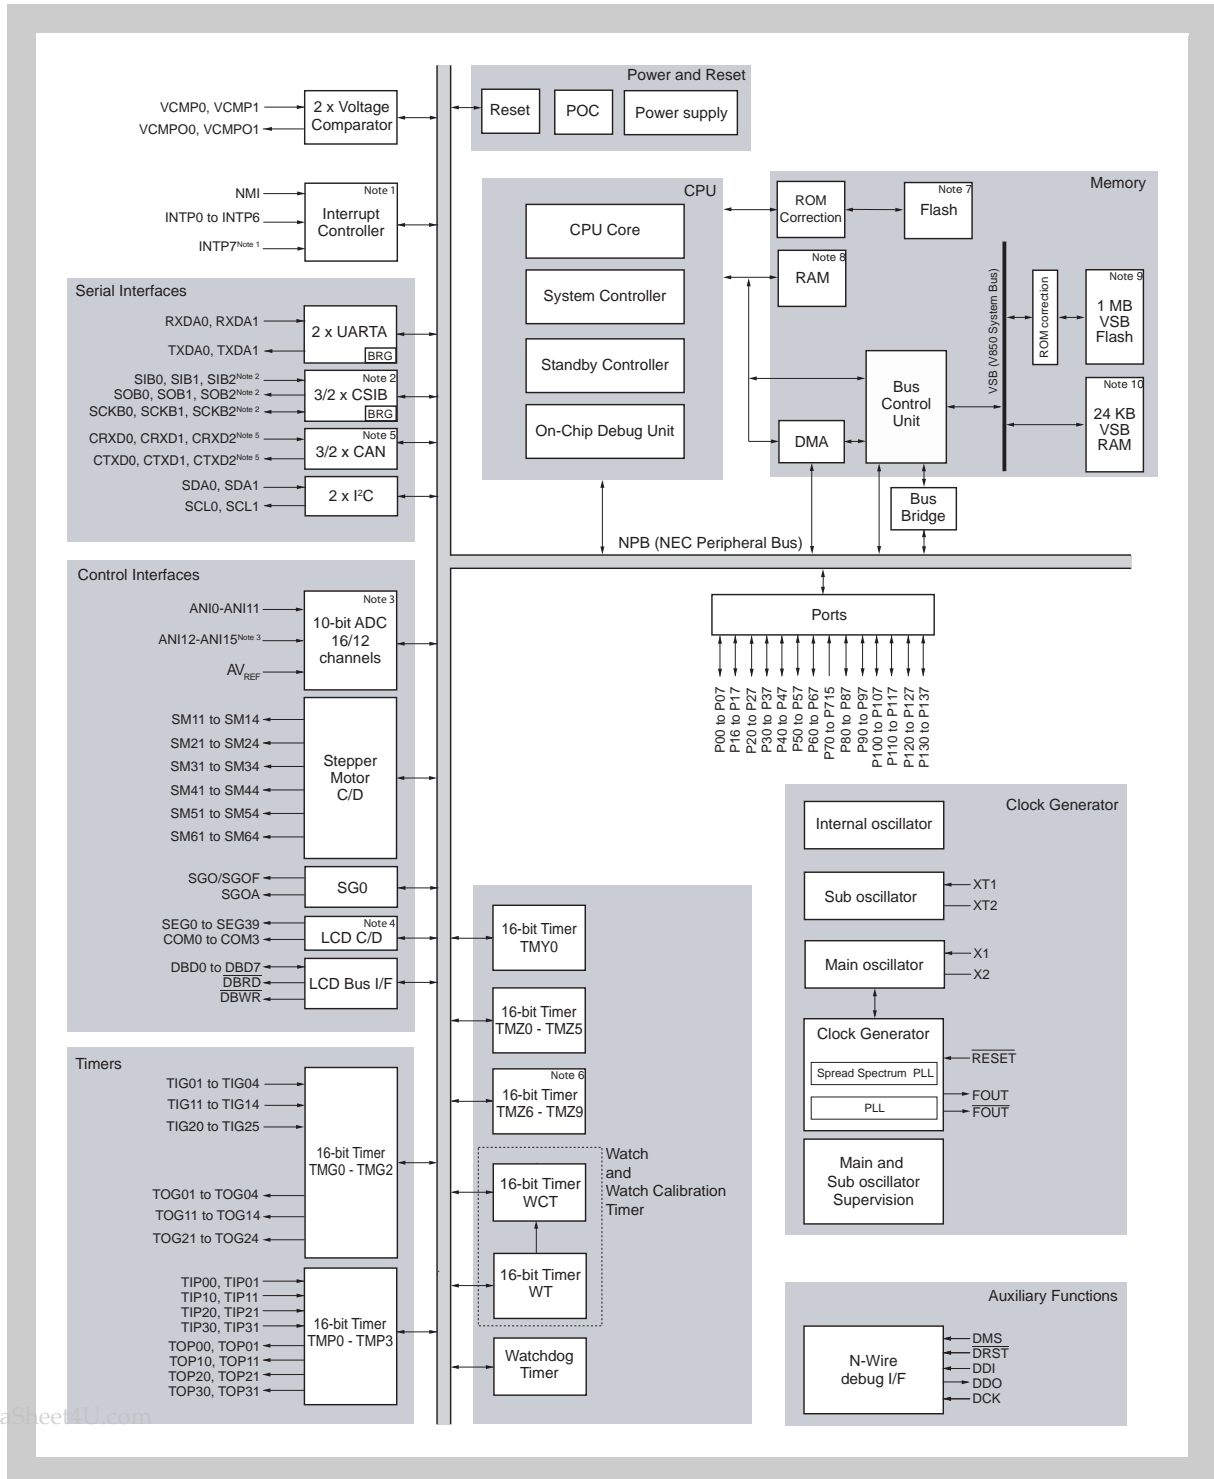 Power and Reset
Reset
POC
Power supply
VCMP0, VCMP1
VCMPO0, VCMPO1
2 x Voltage
Comparator
NMI
INTP0 to INTP6
INTP7Note 1
Note 1
Interrupt
Controller
Serial Interfaces
RXDA0, RXDA1
TXDA0, TXDA1
2 x UARTA
BRG
SIB0, SIB1, SIB2Note 2
SOB0, SOB1, SOB2Note 2
SCKB0, SCKB1, SCKB2Note 2
Note 2
3/2 x CSIB
BRG
CRXD0, CRXD1, CRXD2Note 5
CTXD0, CTXD1, CTXD2Note 5
Note 5
3/2 x CAN
SDA0, SDA1
SCL0, SCL1
2 x I²C
CPU
CPU Core
System Controller
Standby Controller
On-Chip Debug Unit
Memory
ROM
Correction
Note 7
Flash
Note 8
RAM
DMA
Bus
Control
Unit
VSB (V850 System Bus)
ROM correction
Note 9
1 MB
VSB
Flash
Note 10
24 KB
VSB
RAM
Bus
Bridge
NPB (NEC Peripheral Bus)
Ports
P00 to P07
P16 to P17
P20 to P27
P30 to P37
P40 to P47
P50 to P57
P60 to P67
P70 to P715
P80 to P87
P90 to P97
P100 to P107
P110 to P117
P120 to P127
P130 to P137
Control Interfaces
ANI0-ANI11
ANI12-ANI15Note 3
AVREF
Note 3
10-bit ADC
16/12
channels
SM11 to SM14
SM21 to SM24
SM31 to SM34
SM41 to SM44
SM51 to SM54
SM61 to SM64
Stepper
Motor
C/D
SGO/SGOF
SGOA
SG0
SEG0 to SEG39
COM0 to COM3
Note 4
LCD C/D
DBD0 to DBD7
DBRD
DBWR
LCD Bus I/F
Timers
TIG01 to TIG04
TIG11 to TIG14
TIG20 to TIG25
TOG01 to TOG04
TOG11 to TOG14
TOG21 to TOG24
16-bit Timer
TMG0 - TMG2
TIP00, TIP01
TIP10, TIP11
TIP20, TIP21
TIP30, TIP31
TOP00, TOP01
TOP10, TOP11
TOP20, TOP21
TOP30, TOP31
16-bit Timer
TMP0 - TMP3
16-bit Timer
TMY0
16-bit Timer
TMZ0 - TMZ5
Note 6
16-bit Timer
TMZ6 - TMZ9
Watch
and
Watch Calibration
Timer
16-bit Timer
WCT
16-bit Timer
WT
Watchdog
Timer
Clock Generator
Internal oscillator
Sub oscillator
XT1
XT2
Main oscillator
X1
X2
Clock Generator
Spread Spectrum PLL
PLL
RESET
FOUT
FOUT
Main and
Sub oscillator
Supervision
Auxiliary Functions
N-Wire
debug I/F
DMS
DRST
DDI
DDO
DCK
aSheet4U.com